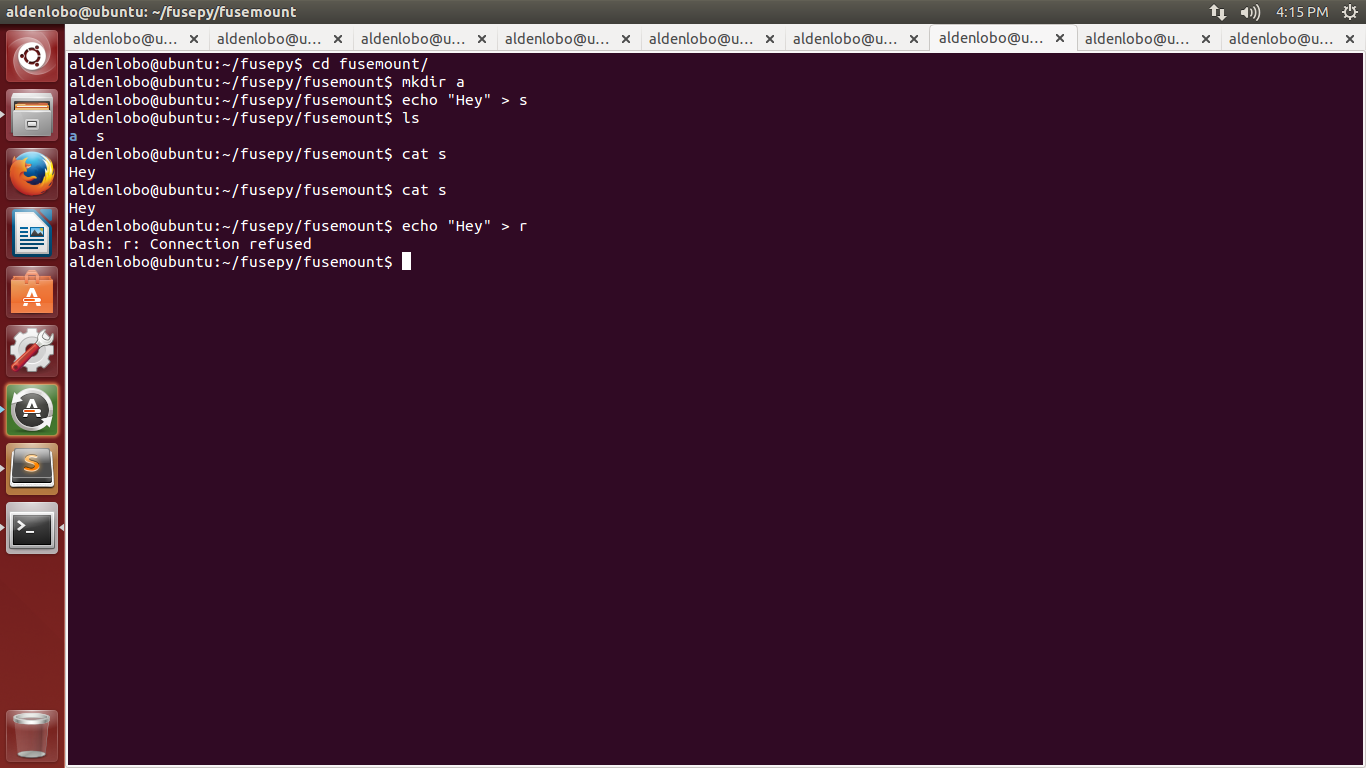 aldenlobo@ubuntu: ~/fusepy/fusemount
4:15 PM
aldenlobo@u... × aldenlobo@u... × aldenlobo@u... × aldenlobo@u... × aldenlobo@u... × aldenlobo@u... × aldenlobo@u... × aldenlobo@u... × aldenlobo@u... ×
aldenlobo@ubuntu:~/fusepy$ cd fusemount/
aldenlobo@ubuntu:~/fusepy/fusemount$ mkdir a
aldenlobo@ubuntu:~/fusepy/fusemount$ echo "Hey" > s
aldenlobo@ubuntu:~/fusepy/fusemount$ ls
a  s
aldenlobo@ubuntu:~/fusepy/fusemount$ cat s
Hey
aldenlobo@ubuntu:~/fusepy/fusemount$ cat s
Hey
aldenlobo@ubuntu:~/fusepy/fusemount$ echo "Hey" > r
bash: r: Connection refused
aldenlobo@ubuntu:~/fusepy/fusemount$